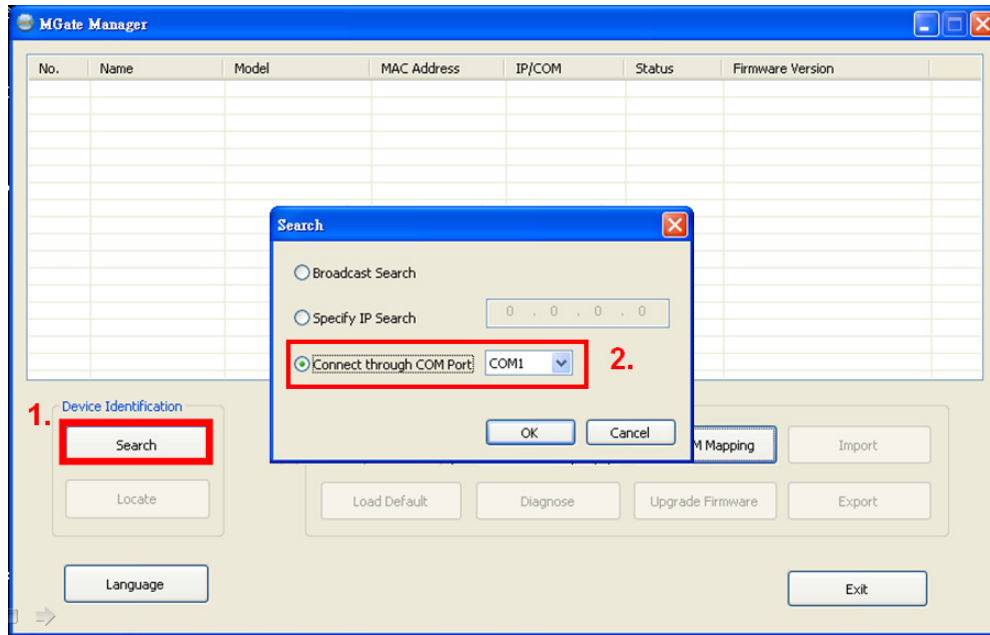 MGate Manager
No. Name Model MAC Address IP/COM Status Firmware Version
Search
Broadcast Search
Specify IP Search 0 . 0 . 0 . 0
Connect through COM Port COM1 2.
OK Cancel
1. Device Identification
Search
Locate
Mapping Import
Load Default Diagnose Upgrade Firmware Export
Language
Exit